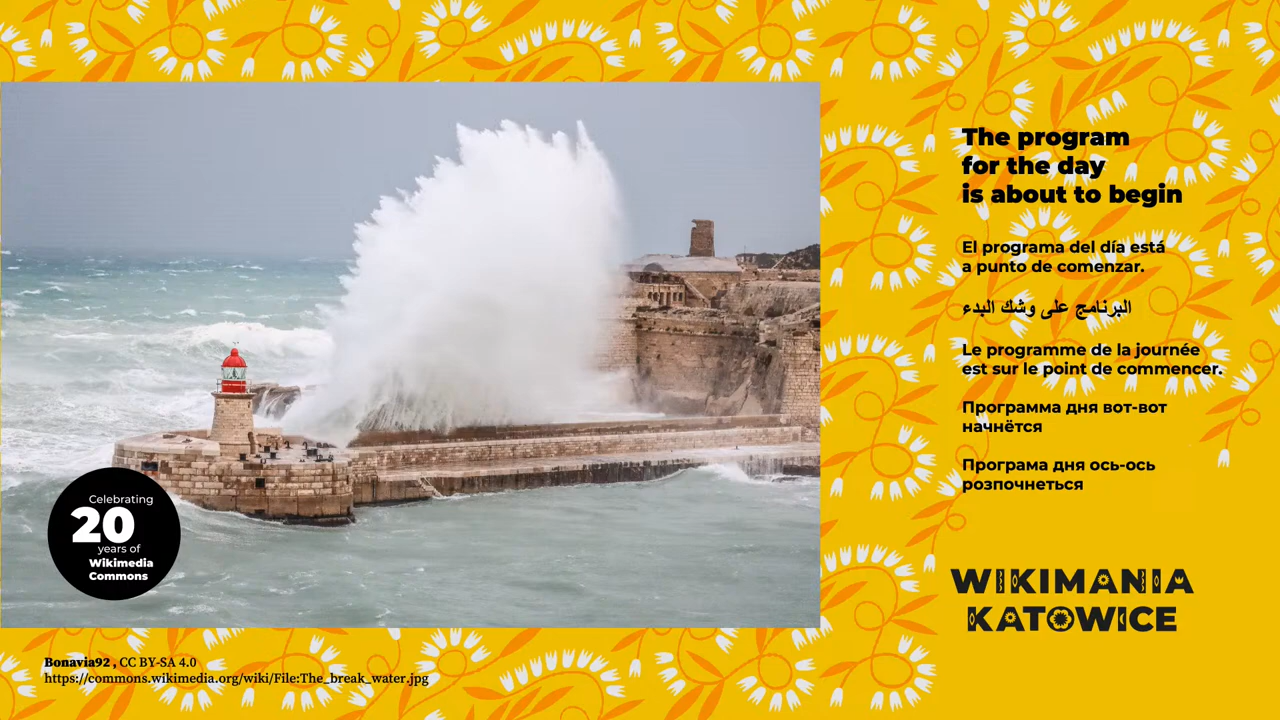 The program
for the day
is about to begin
El programa del día está
a punto de comenzar.
البرنامج على وشك البدء
Le programme de la journée
est sur le point de commencer.
Программа дня вот-вот
начнётся
Програма дня ось-ось
розпочнеться
WIKIMANIA
KATOWICE
Celebrating
20
years of
Wikimedia
Commons
Bonavia92 , CC BY-SA 4.0
https://commons.wikimedia.org/wiki/File:The_break_water.jpg